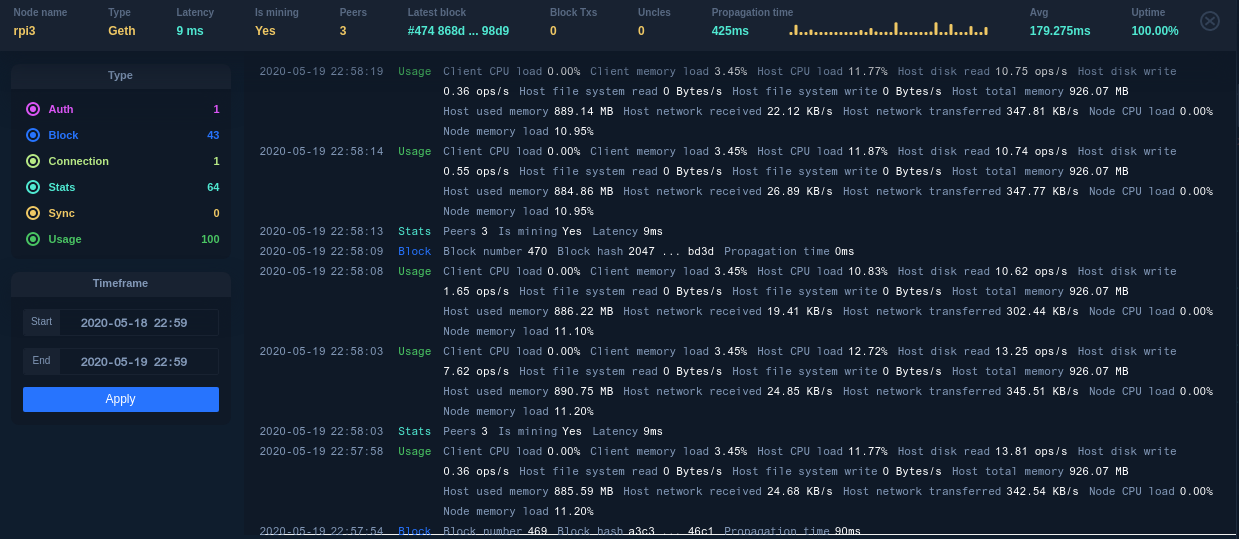 Node name Type Latency Is mining Peers Latest block Block Txs Uncles Propagation time Avg Uptime
rpi3 Geth 9 ms Yes 3 #474 868d ... 98d9 0 0 425ms 179.275ms 100.00%
Type
Auth 1
Block 43
Connection 1
Stats 64
Sync 0
Usage 100
Timeframe
Start 2020-05-18 22:59
End 2020-05-19 22:59
Apply
2020-05-19 22:58:19 Usage Client CPU load 0.00% Client memory load 3.45% Host CPU load 11.77% Host disk read 10.75 ops/s Host disk write
0.36 ops/s Host file system read 0 Bytes/s Host file system write 0 Bytes/s Host total memory 926.07 MB
Host used memory 889.14 MB Host network received 22.12 KB/s Host network transferred 347.81 KB/s Node CPU load 0.00%
Node memory load 10.95%
2020-05-19 22:58:14 Usage Client CPU load 0.00% Client memory load 3.45% Host CPU load 11.87% Host disk read 10.74 ops/s Host disk write
0.55 ops/s Host file system read 0 Bytes/s Host file system write 0 Bytes/s Host total memory 926.07 MB
Host used memory 884.86 MB Host network received 26.89 KB/s Host network transferred 347.77 KB/s Node CPU load 0.00%
Node memory load 10.95%
2020-05-19 22:58:13 Stats Peers 3 Is mining Yes Latency 9ms
2020-05-19 22:58:09 Block Block number 470 Block hash 2047 ... bd3d Propagation time 0ms
2020-05-19 22:58:08 Usage Client CPU load 0.00% Client memory load 3.45% Host CPU load 10.83% Host disk read 10.62 ops/s Host disk write
1.65 ops/s Host file system read 0 Bytes/s Host file system write 0 Bytes/s Host total memory 926.07 MB
Host used memory 886.22 MB Host network received 19.41 KB/s Host network transferred 302.44 KB/s Node CPU load 0.00%
Node memory load 11.10%
2020-05-19 22:58:03 Usage Client CPU load 0.00% Client memory load 3.45% Host CPU load 12.72% Host disk read 13.25 ops/s Host disk write
7.62 ops/s Host file system read 0 Bytes/s Host file system write 0 Bytes/s Host total memory 926.07 MB
Host used memory 890.75 MB Host network received 24.85 KB/s Host network transferred 345.51 KB/s Node CPU load 0.00%
Node memory load 11.20%
2020-05-19 22:58:03 Stats Peers 3 Is mining Yes Latency 9ms
2020-05-19 22:57:58 Usage Client CPU load 0.00% Client memory load 3.45% Host CPU load 11.77% Host disk read 13.81 ops/s Host disk write
0.36 ops/s Host file system read 0 Bytes/s Host file system write 0 Bytes/s Host total memory 926.07 MB
Host used memory 885.59 MB Host network received 24.68 KB/s Host network transferred 342.54 KB/s Node CPU load 0.00%
Node memory load 11.20%
2020-05-19 22:57:54 Block Block number 469 Block hash a3c3 ... 46c1 Propagation time 90ms